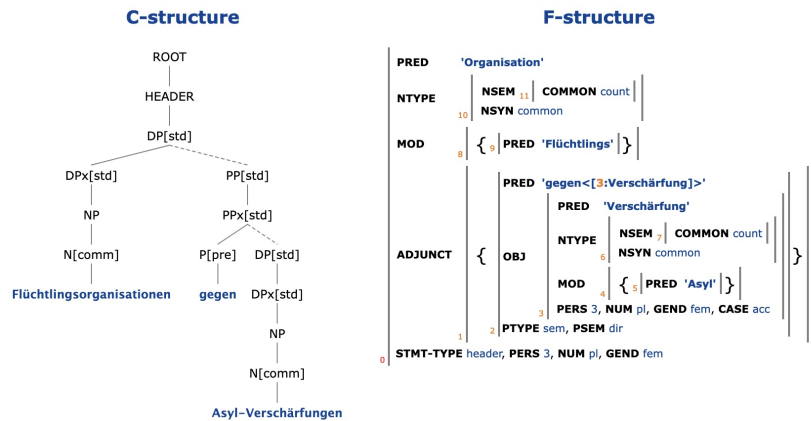 C-structure
ROOT
HEADER
DP[std]
DPx[std] PP[std]
NP PPx[std]
N[comm] P[pre] DP[std]
Flüchtlingsorganisationen gegen DPx[std]
NP
N[comm]
Asyl-Verschärfungen
F-structure
PRED 'Organisation'
NTYPE NSEM 11 COMMON count
10 NSYN common
MOD 8 { 9 PRED 'Flüchtlings' }
PRED 'gegen<[3:Verschärfung]>'
PRED 'Verschärfung'
NTYPE NSEM 7 COMMON count
6 NSYN common
ADJUNCT { OBJ }
MOD 4 { 5 PRED 'Asyl' }
3 PERS 3, NUM pl, GEND fem, CASE acc
1 2 PTYPE sem, PSEM dir
0 STMT-TYPE header, PERS 3, NUM pl, GEND fem